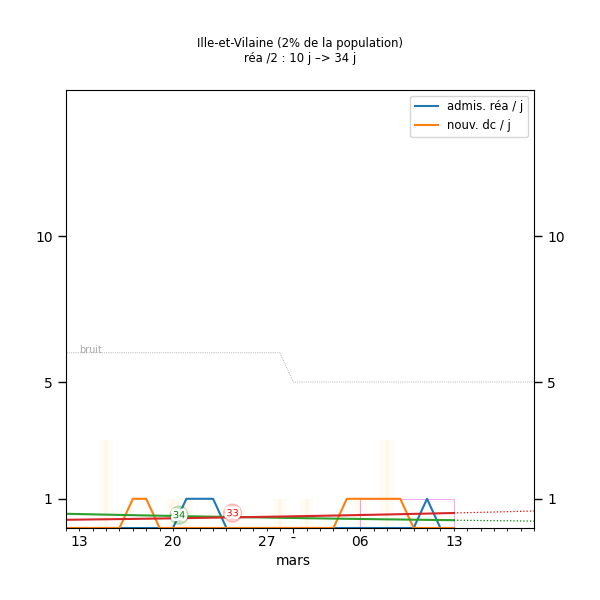 Ille-et-Vilaine (2% de la population)
réa /2 : 10 j −> 34 j
admis. réa / j
nouv. dc / j
10
10
bruit
5
5
1
1
34
33
13
20
27
-
06
13
mars